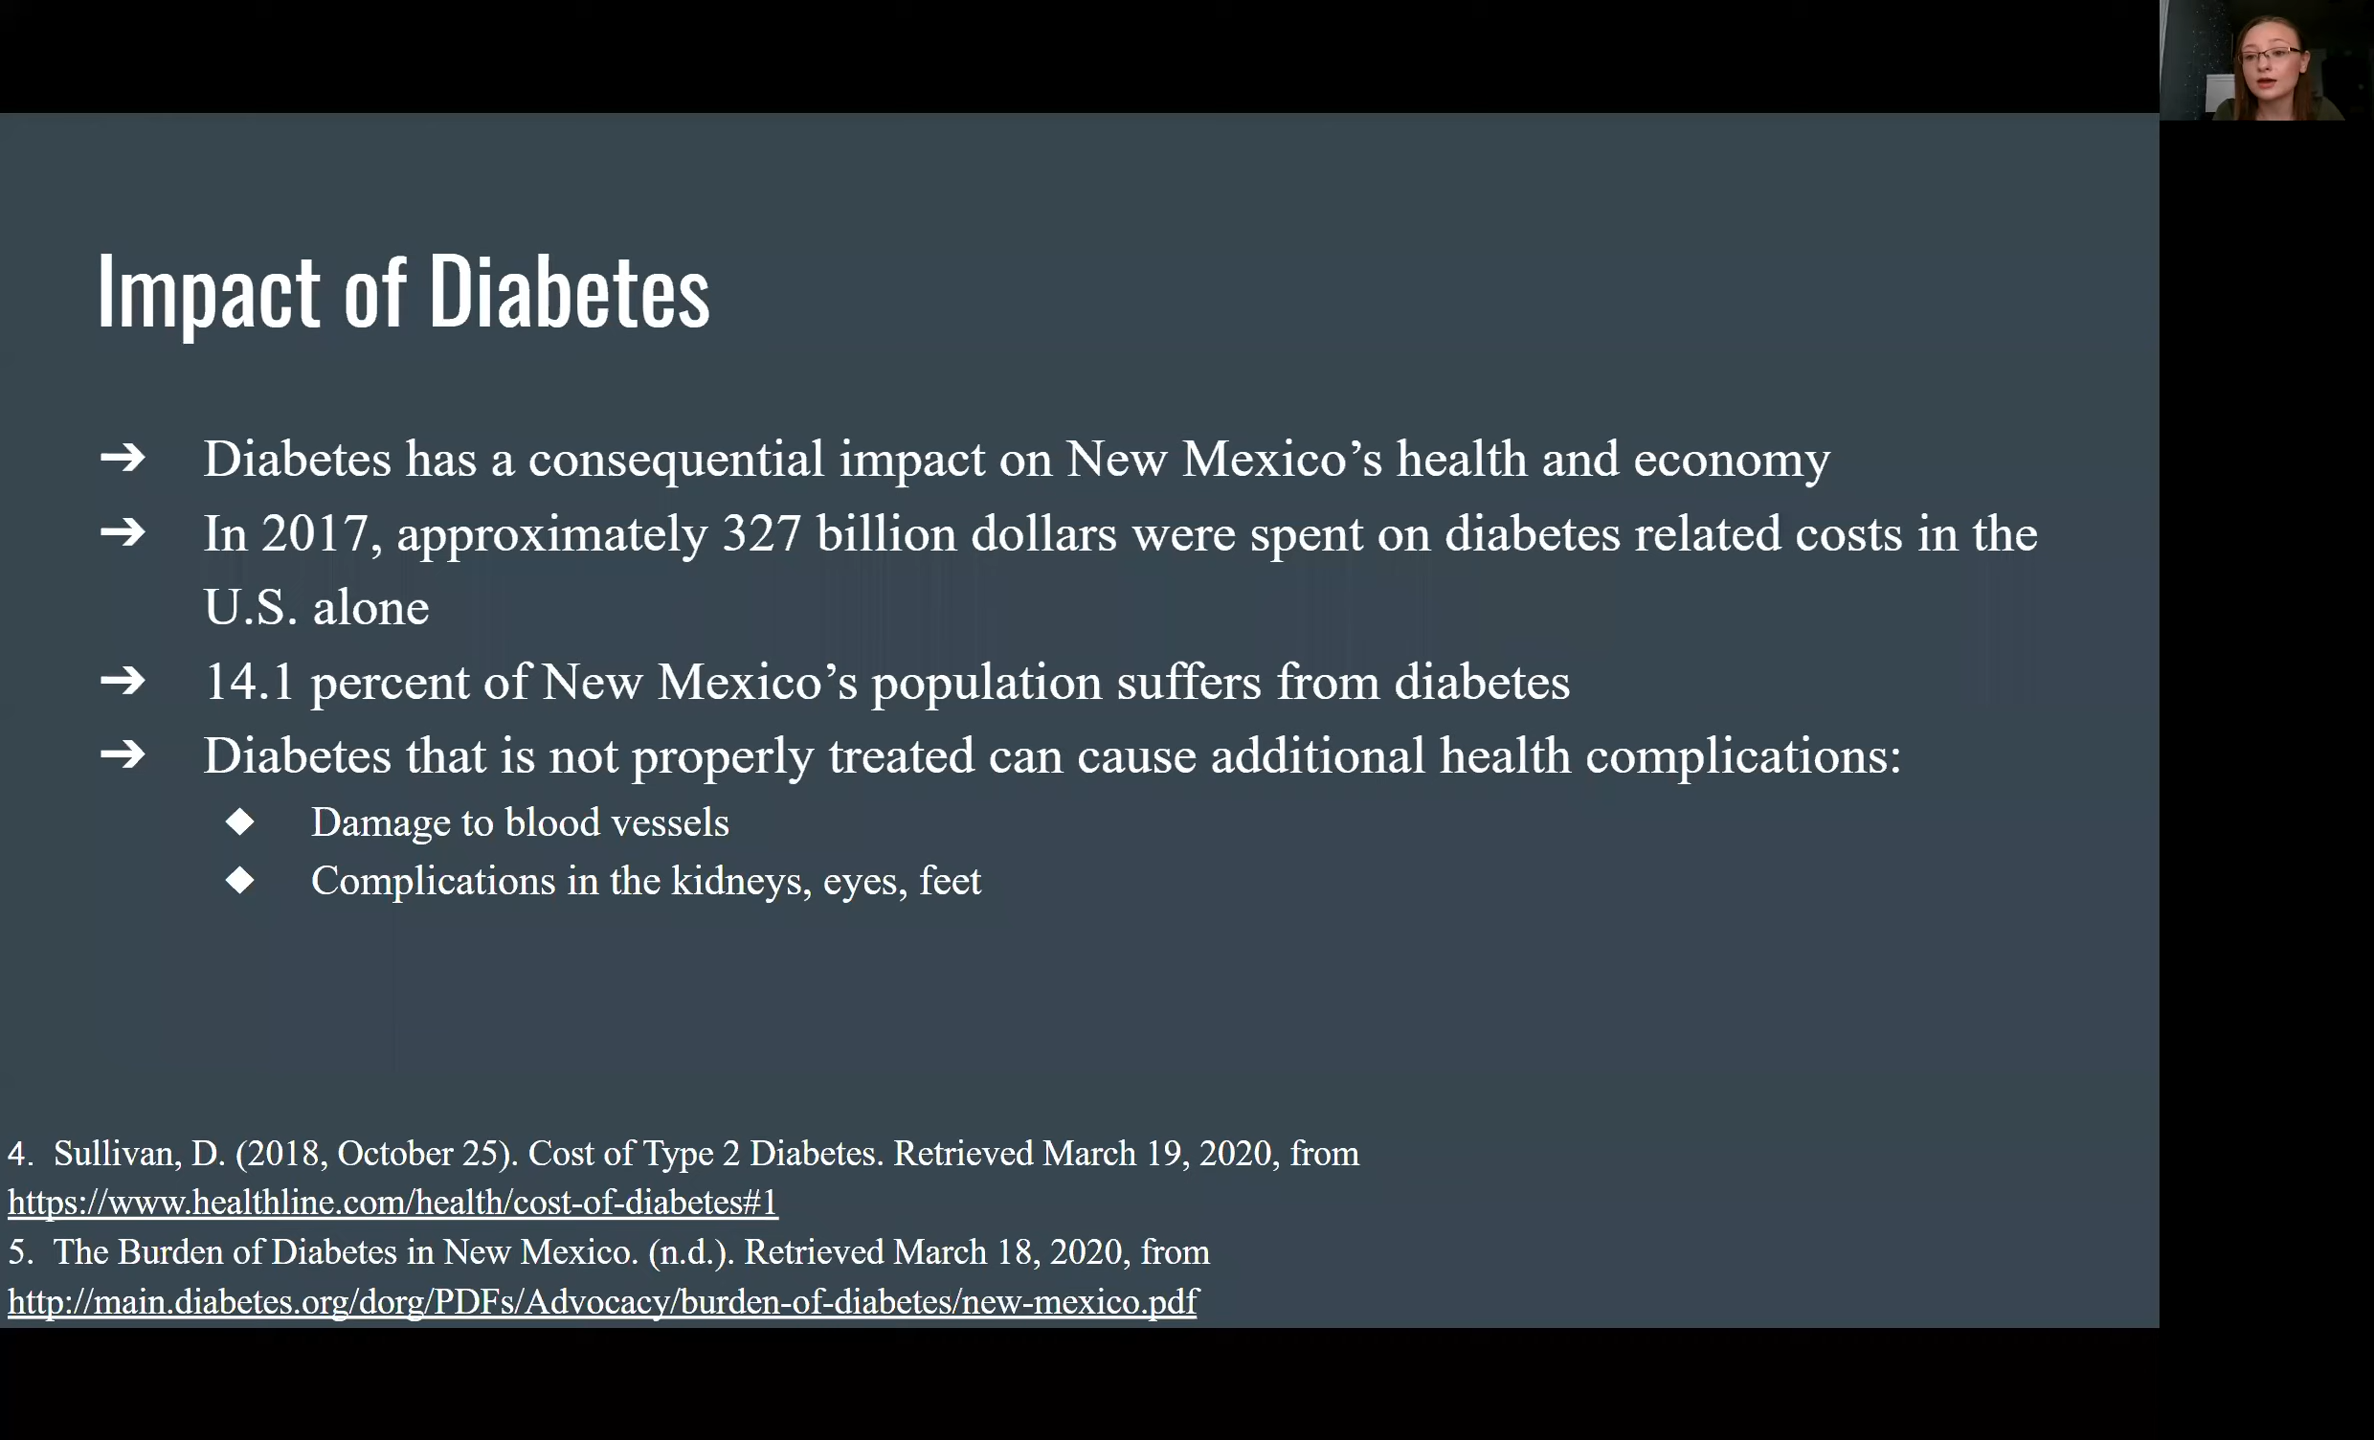 Impact of Diabetes
➔ Diabetes has a consequential impact on New Mexico’s health and economy
➔ In 2017, approximately 327 billion dollars were spent on diabetes related costs in the
U.S. alone
➔ 14.1 percent of New Mexico’s population suffers from diabetes
➔ Diabetes that is not properly treated can cause additional health complications:
◆ Damage to blood vessels
◆ Complications in the kidneys, eyes, feet
4. Sullivan, D. (2018, October 25). Cost of Type 2 Diabetes. Retrieved March 19, 2020, from
https://www.healthline.com/health/cost-of-diabetes#1
5. The Burden of Diabetes in New Mexico. (n.d.). Retrieved March 18, 2020, from
http://main.diabetes.org/dorg/PDFs/Advocacy/burden-of-diabetes/new-mexico.pdf